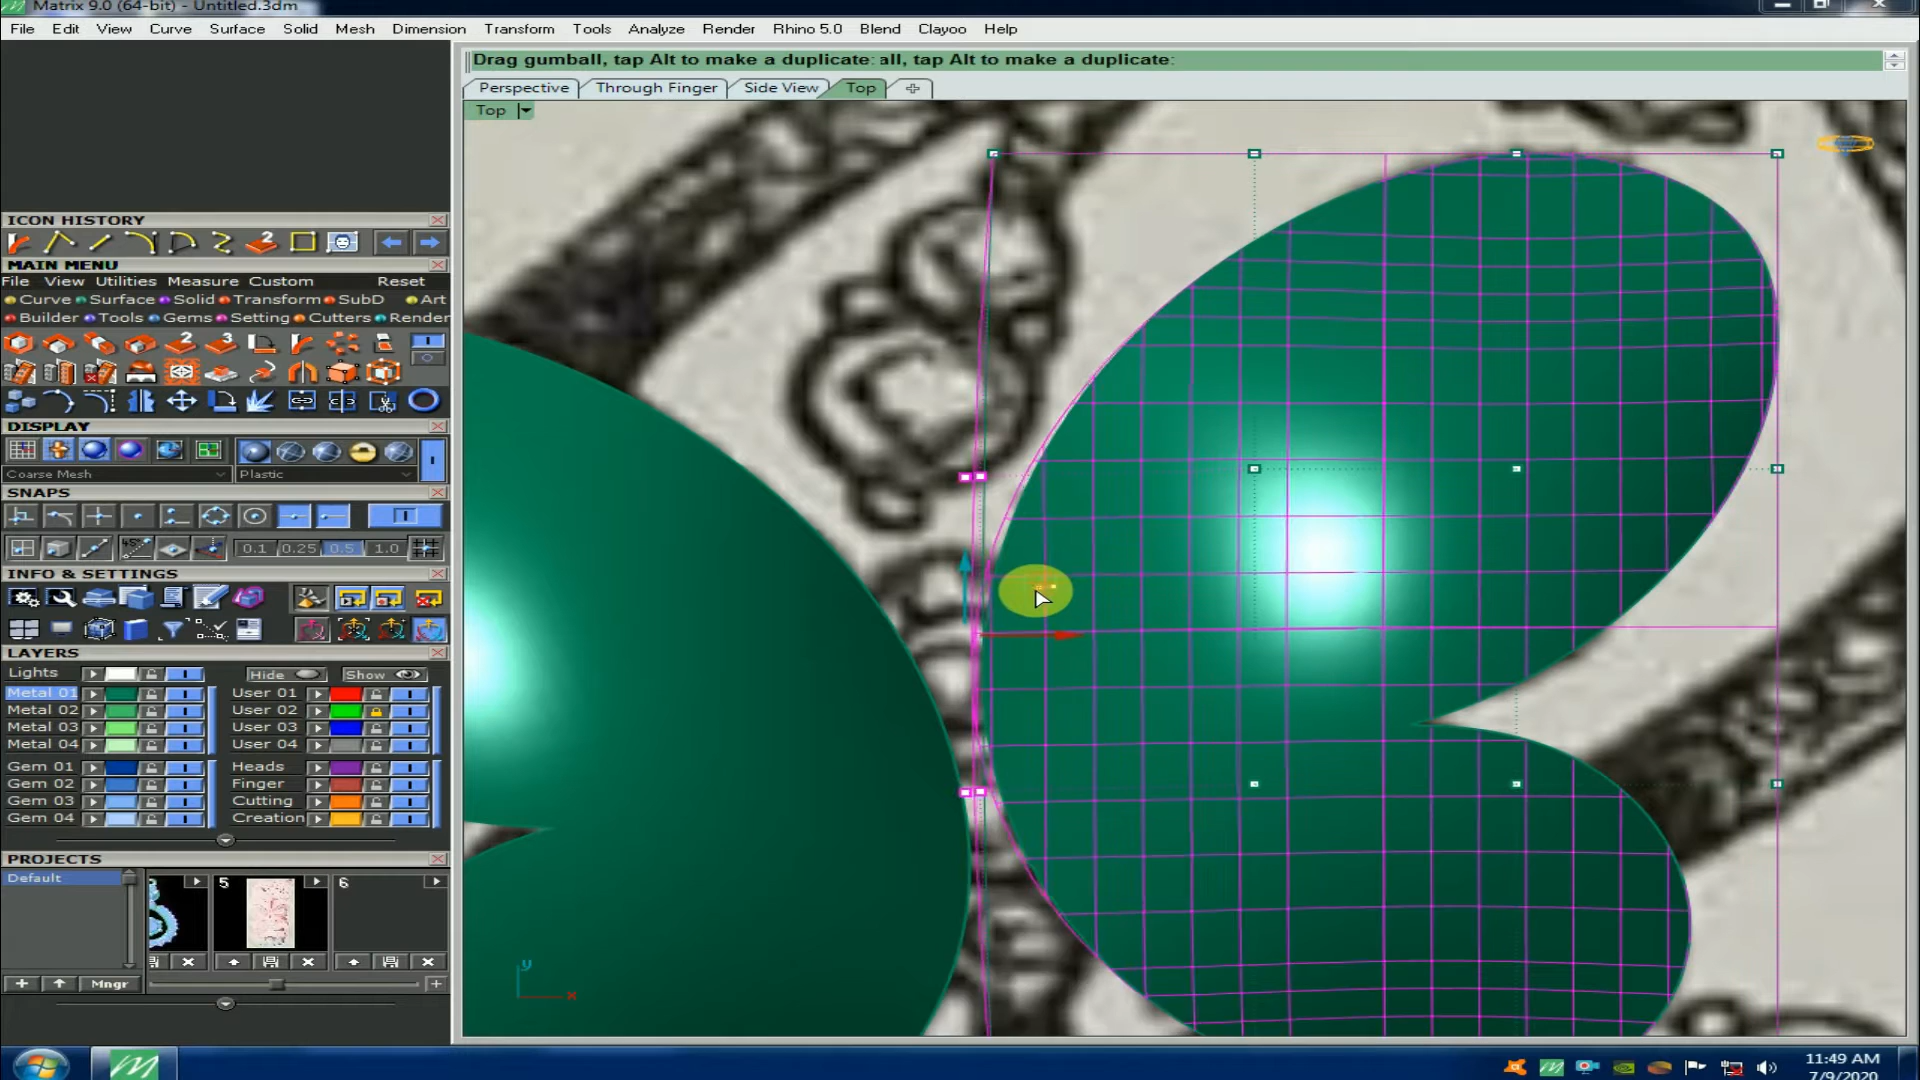 Matrix 9.0 (64-bit) - Untitled.3dm
File Edit View Curve Surface Solid Mesh Dimension Transform Tools Analyze Render Rhino 5.0 Blend Clayoo Help
Drag gumball, tap Alt to make a duplicate: all, tap Alt to make a duplicate:
Perspective Through Finger Side View Top
Top
ICON HISTORY
MAIN MENU
File View Utilities Measure Custom Reset
Curve Surface Solid Transform SubD Art
Builder Tools Gems Setting Cutters Render
DISPLAY
Coarse Mesh Plastic
SNAPS
45°
0.1 0.25 0.5 1.0
INFO & SETTINGS
LAYERS
Lights Hide Show
Metal 01 User 01
Metal 02 User 02
Metal 03 User 03
Metal 04 User 04
Gem 01 Heads
Gem 02 Finger
Gem 03 Cutting
Gem 04 Creation
PROJECTS
Default 5 6
Mngr
y
x
11:49 AM
7/9/2020